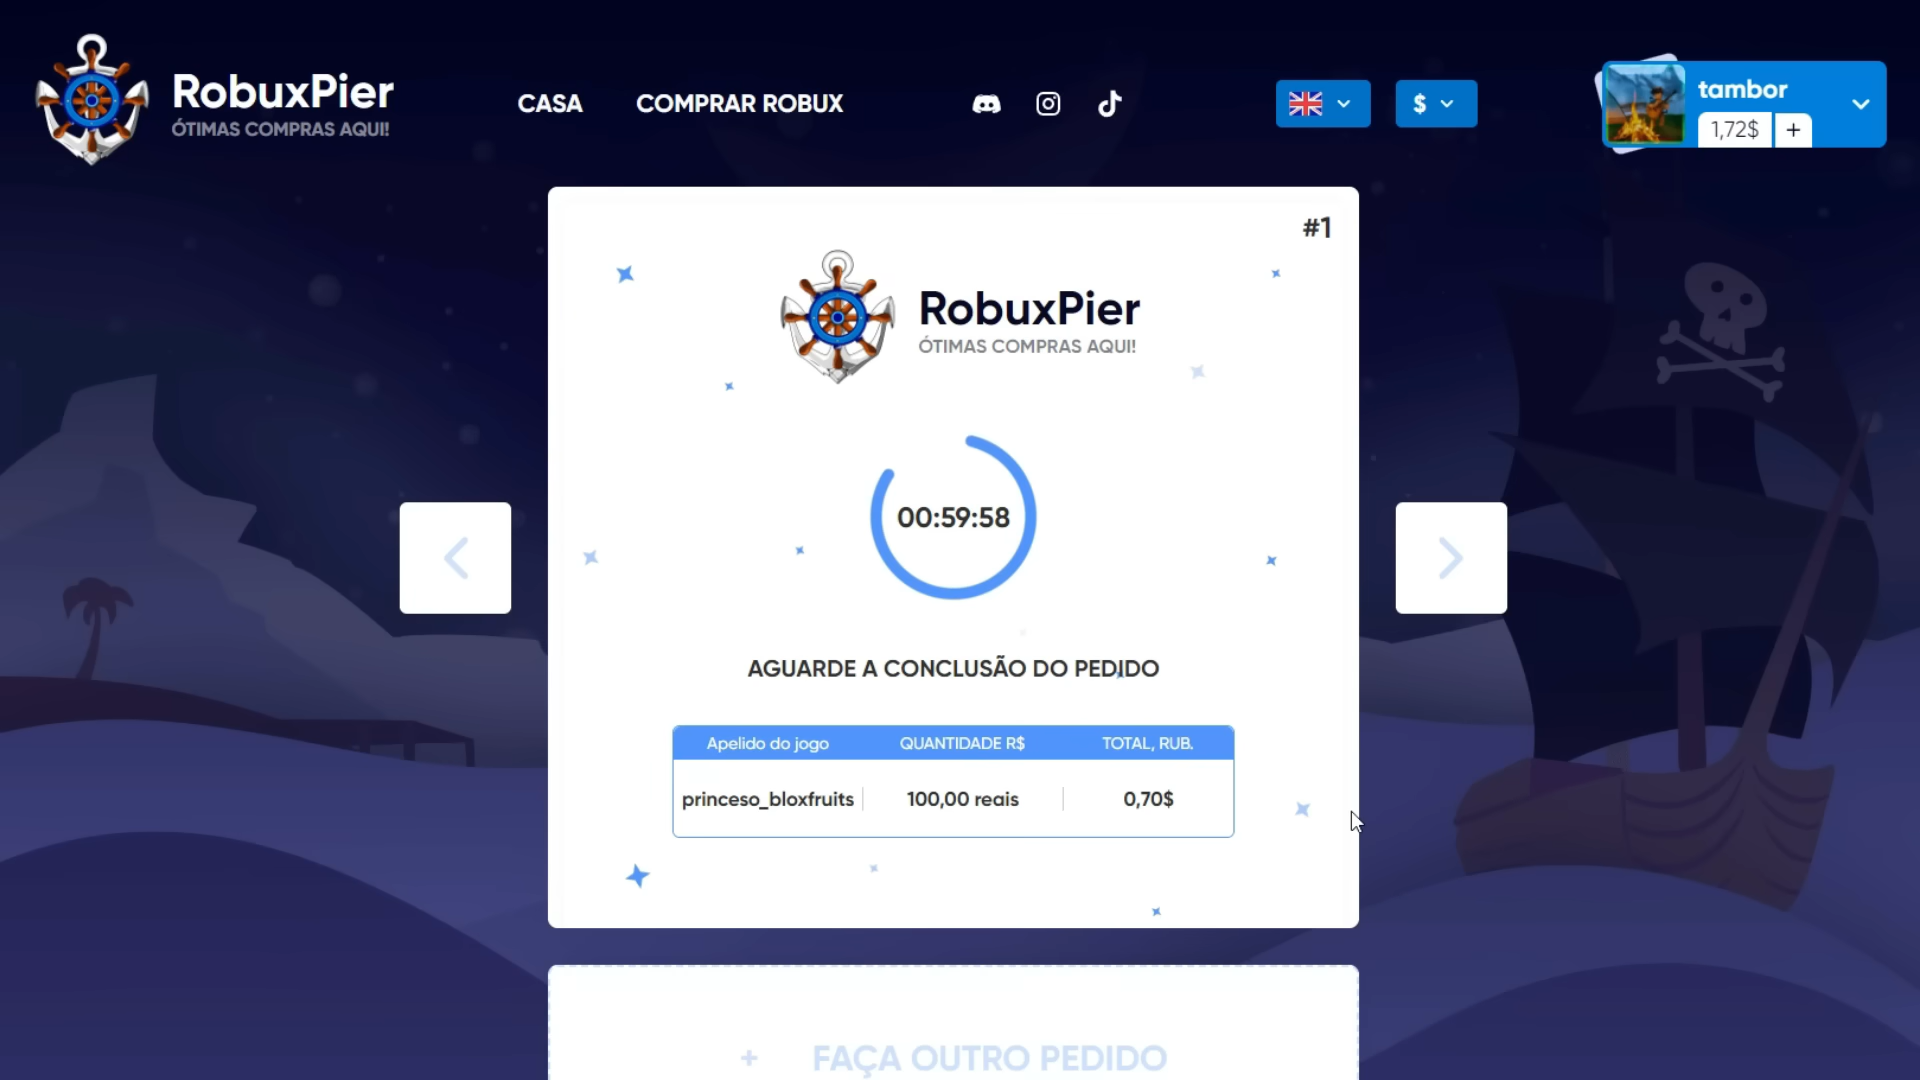 RobuxPier
ÓTIMAS COMPRAS AQUI!
CASA
COMPRAR ROBUX
$
tambor
1,72$
+
#1
RobuxPier
ÓTIMAS COMPRAS AQUI!
00:59:58
AGUARDE A CONCLUSÃO DO PEDIDO
Apelido do jogo QUANTIDADE R$ TOTAL, RUB.
princeso_bloxfruits 100,00 reais 0,70$
+ FAÇA OUTRO PEDIDO